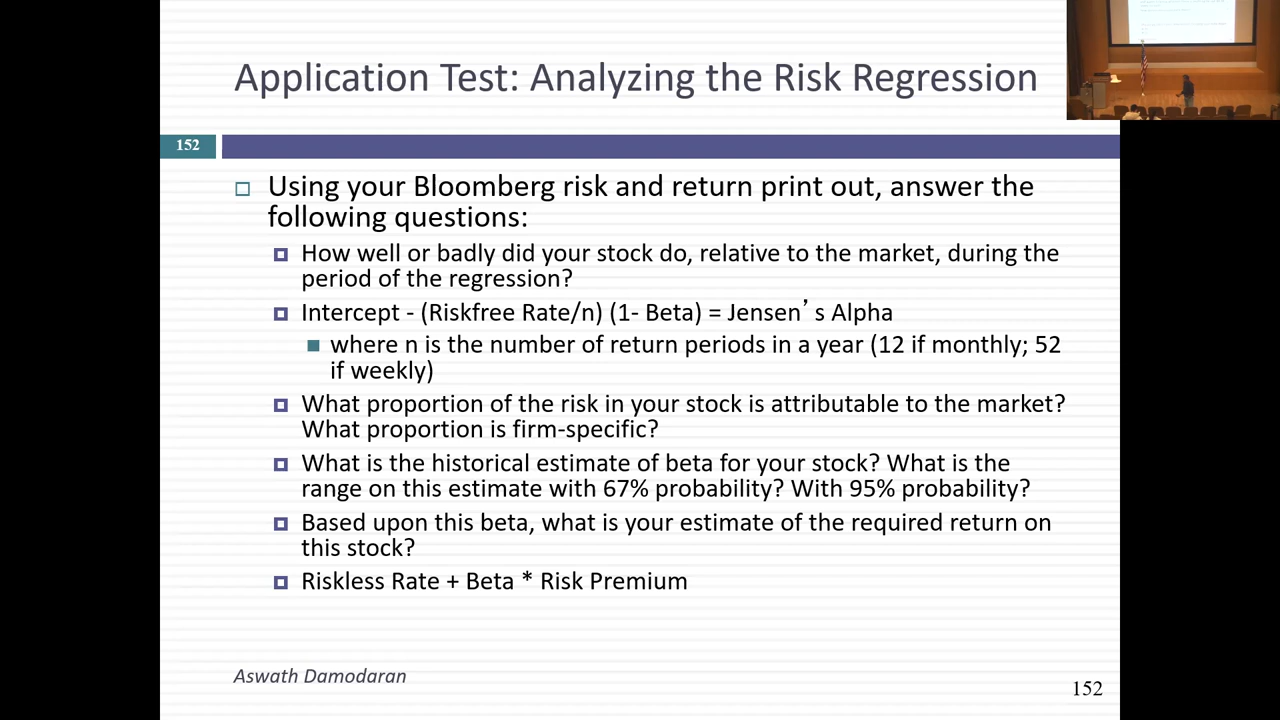 Application Test: Analyzing the Risk Regression
152
Using your Bloomberg risk and return print out, answer the
following questions:
How well or badly did your stock do, relative to the market, during the
period of the regression?
Intercept - (Riskfree Rate/n) (1- Beta) = Jensen’ s Alpha
where n is the number of return periods in a year (12 if monthly; 52
if weekly)
What proportion of the risk in your stock is attributable to the market?
What proportion is firm-specific?
What is the historical estimate of beta for your stock? What is the
range on this estimate with 67% probability? With 95% probability?
Based upon this beta, what is your estimate of the required return on
this stock?
Riskless Rate + Beta * Risk Premium
Aswath Damodaran
152